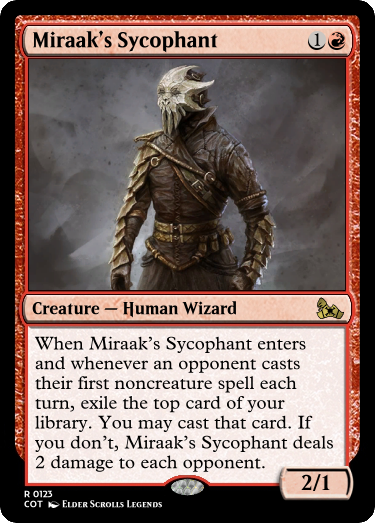 Miraak's Sycophant 1
Creature — Human Wizard
When Miraak's Sycophant enters
and whenever an opponent casts
their first noncreature spell each
turn, exile the top card of your
library. You may cast that card. If
you don't, Miraak's Sycophant deals
2 damage to each opponent.
2/1
R 0123
COT Elder Scrolls Legends